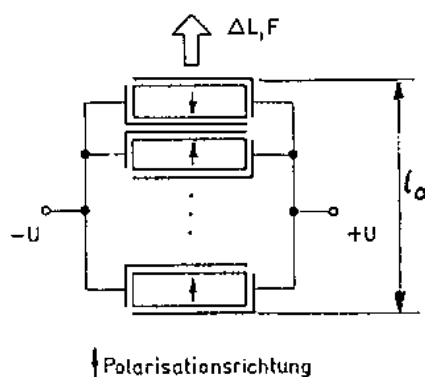 ΔL,F
-U
+U
l₀
Polarisationsrichtung